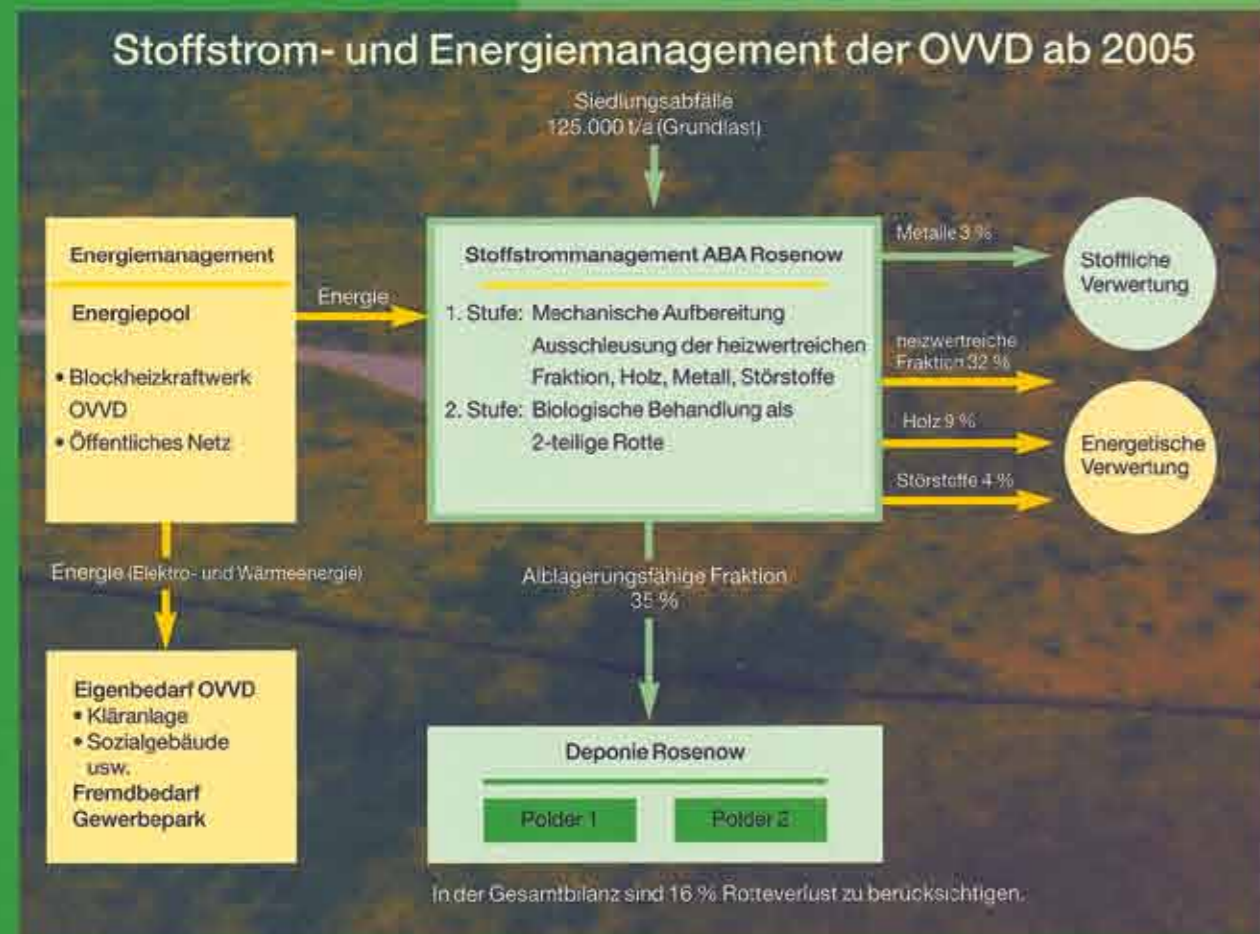 Stoffstrom- und Energiemanagement der OVVD ab 2005
Siedlungsabfälle
125.000 t/a (Grundlast)
Energiemanagement
Energiepool
• Blockheizkraftwerk
OVVD
• Öffentliches Netz
Energie
Stoffstrommanagement ABA Rosenow
1. Stufe: Mechanische Aufbereitung
Ausschleusung der heizwertreichen
Fraktion, Holz, Metall, Störstoffe
2. Stufe: Biologische Behandlung als
2-teilige Rotte
Metalle 3 %
Stoffliche
Verwertung
heizwertreiche
Fraktion 32 %
Holz 9 %
Störstoffe 4 %
Energetische
Verwertung
Energie (Elektro- und Wärmeenergie)
Ablagerungsfähige Fraktion
35 %
Eigenbedarf OVVD
• Kläranlage
• Sozialgebäude
usw.
Fremdbedarf
Gewerbepark
Deponie Rosenow
Polder 1
Polder 2
In der Gesamtbilanz sind 16 % Rotteverlust zu berücksichtigen.